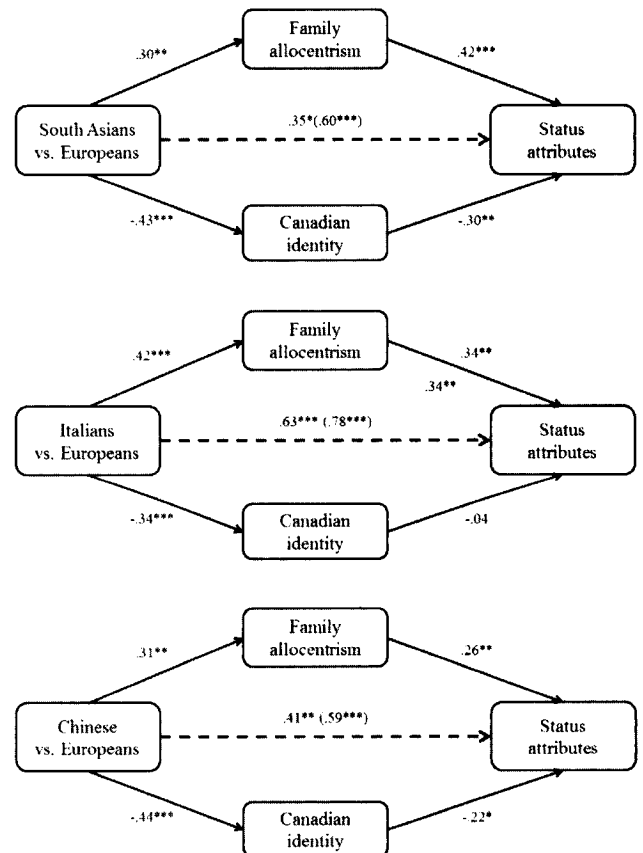 Family
allocentrism
.30**
.42***
South Asians
vs. Europeans
.35*(.60***)
Status
attributes
-.43***
Canadian
identity
-.30**
Family
allocentrism
.42***
.34**
.34**
Italians
vs. Europeans
.63*** (.78***)
Status
attributes
-.34***
Canadian
identity
-.04
Family
allocentrism
.31**
.26**
Chinese
vs. Europeans
.41** (.59***)
Status
attributes
-.44***
Canadian
identity
-.22*